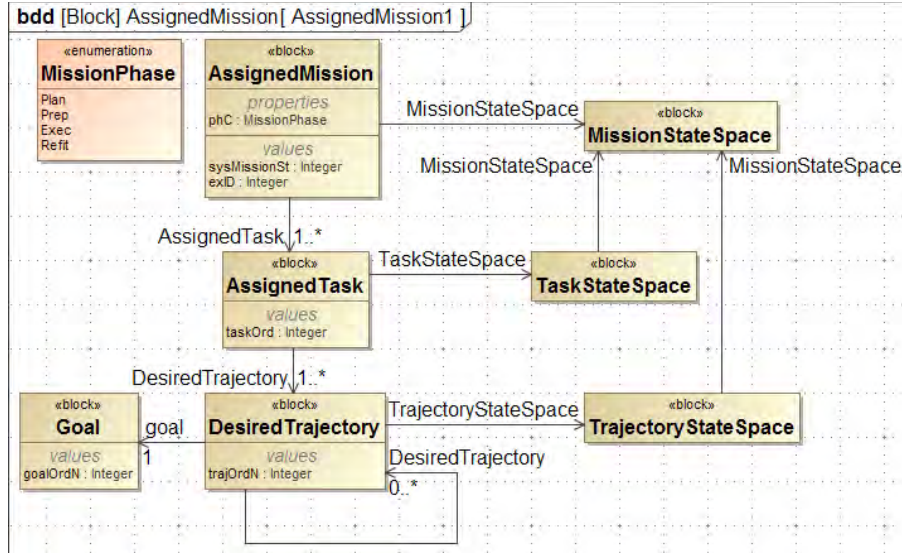 bdd [Block] AssignedMission[ AssignedMission1 ]
«enumeration»
MissionPhase
Plan
Prep
Exec
Refit
«block»
AssignedMission
properties
phC : MissionPhase
values
sysMissionSt : Integer
exID : Integer
MissionStateSpace
«block»
MissionStateSpace
MissionStateSpace
MissionStateSpace
AssignedTask 1..*
«block»
AssignedTask
values
taskOrd : Integer
TaskStateSpace
«block»
TaskStateSpace
DesiredTrajectory 1..*
«block»
Goal
values
goalOrdN : Integer
goal
1
«block»
DesiredTrajectory
values
trajOrdN : Integer
TrajectoryStateSpace
«block»
TrajectoryStateSpace
DesiredTrajectory
0..*